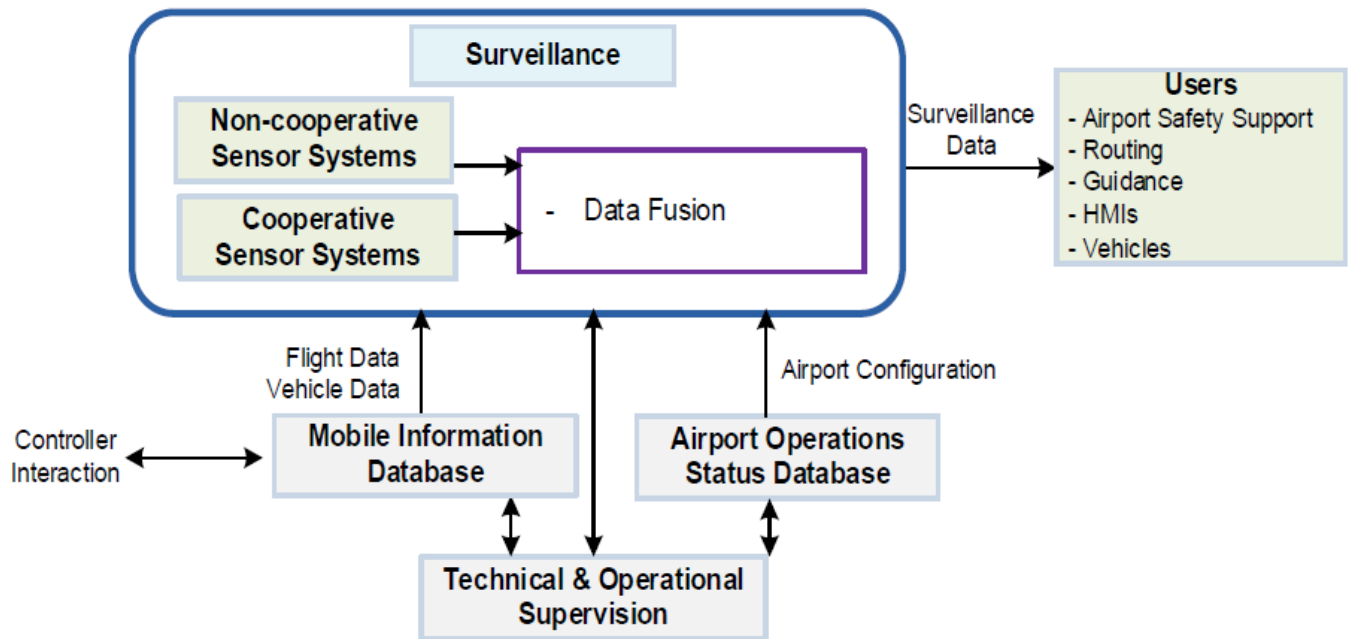 Surveillance
Non-cooperative
Sensor Systems
Cooperative
Sensor Systems
- Data Fusion
Surveillance
Data
Users
- Airport Safety Support
- Routing
- Guidance
- HMIs
- Vehicles
Flight Data
Vehicle Data
Airport Configuration
Controller
Interaction
Mobile Information
Database
Airport Operations
Status Database
Technical & Operational
Supervision